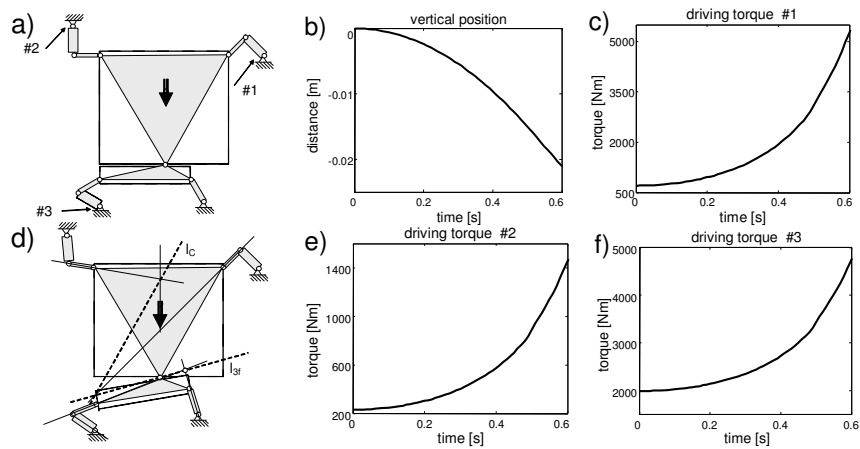 a)
#2
#1
#3
b)
vertical position
0
-0.01
-0.02
distance [m]
0
0.2
0.4
0.6
time [s]
c)
driving torque #1
5500
3500
2000
500
torque [Nm]
0
0.2
0.4
0.6
time [s]
d)
I_C
I_3f
e)
driving torque #2
1400
1000
600
200
torque [Nm]
0
0.2
0.4
0.6
time [s]
f)
driving torque #3
5000
4000
3000
2000
torque [Nm]
0
0.2
0.4
0.6
time [s]